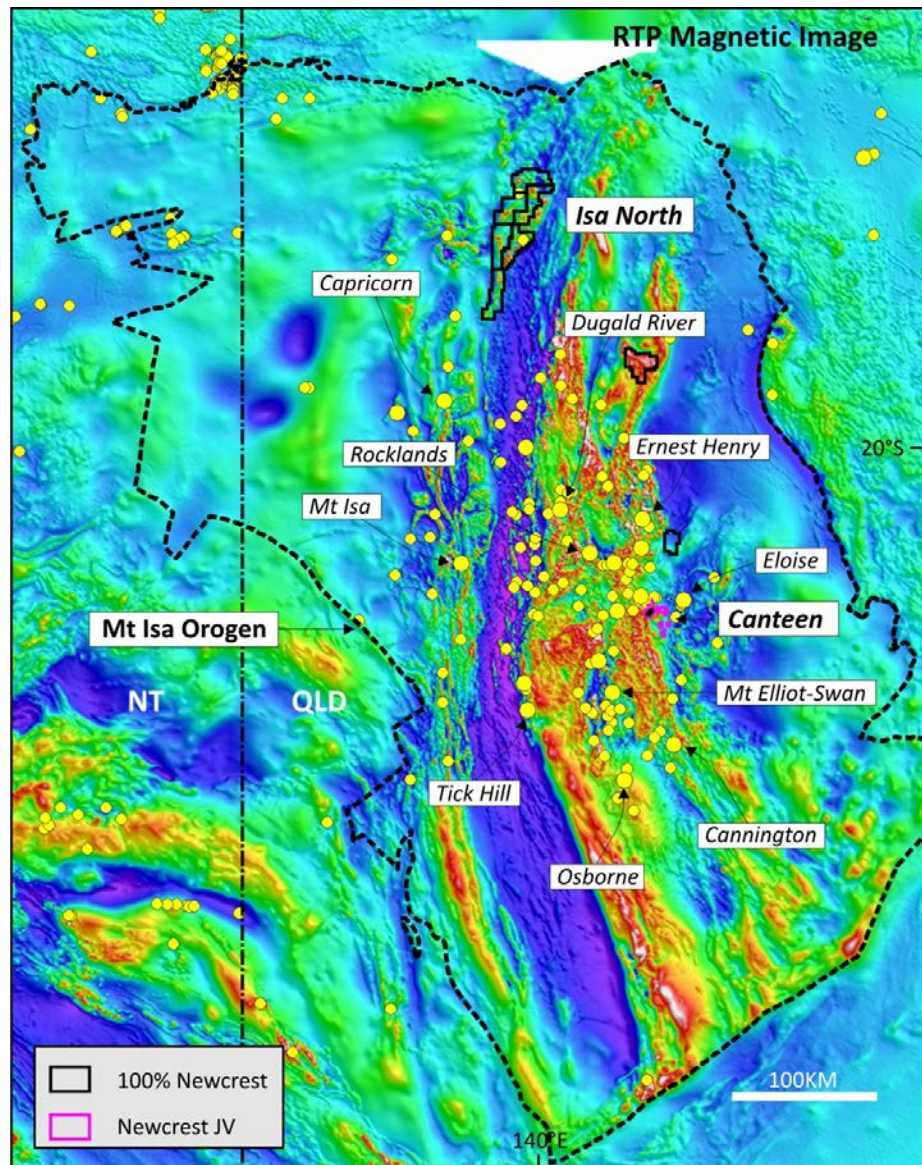 RTP Magnetic Image
Isa North
Capricorn
Dugald River
20°S
Rocklands
Ernest Henry
Mt Isa
Eloise
Mt Isa Orogen
Canteen
NT
QLD
Mt Elliot-Swan
Tick Hill
Cannington
Osborne
100% Newcrest
Newcrest JV
100KM
140°E